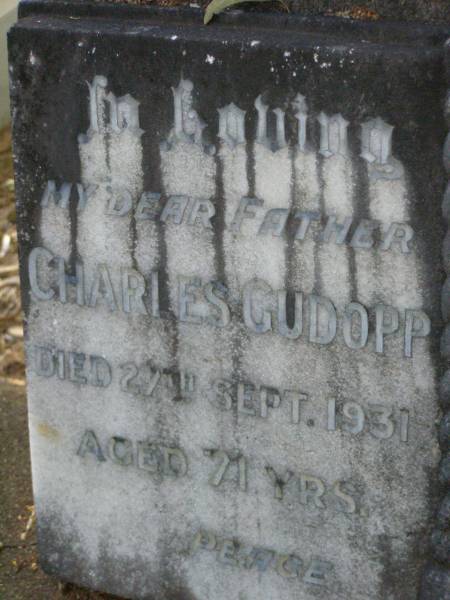 In Loving
MY DEAR FATHER
CHARLES GUDOPP
DIED 27TH SEPT. 1931
AGED 71 YRS.
PEACE